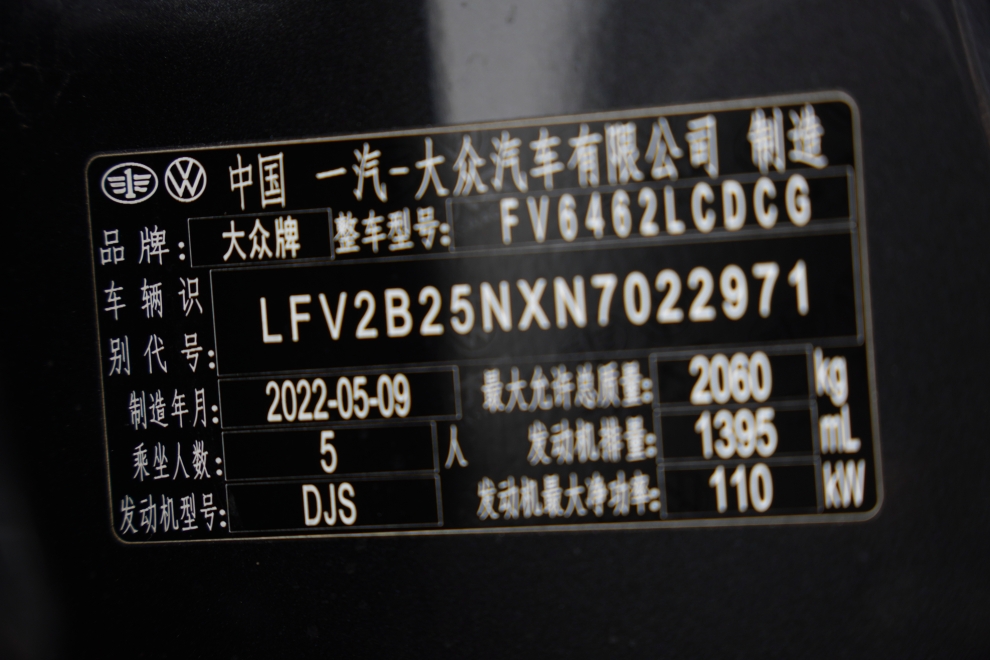 中国 一汽-大众汽车有限公司 制造
品牌: 大众牌 整车型号: FV6462LCDCG
车辆识别代号: LFV2B25NXN7022971
制造年月: 2022-05-09 最大允许总质量: 2060 kg
乘坐人数: 5 人 发动机排量: 1395 mL
发动机型号: DJS 发动机最大净功率: 110 kW